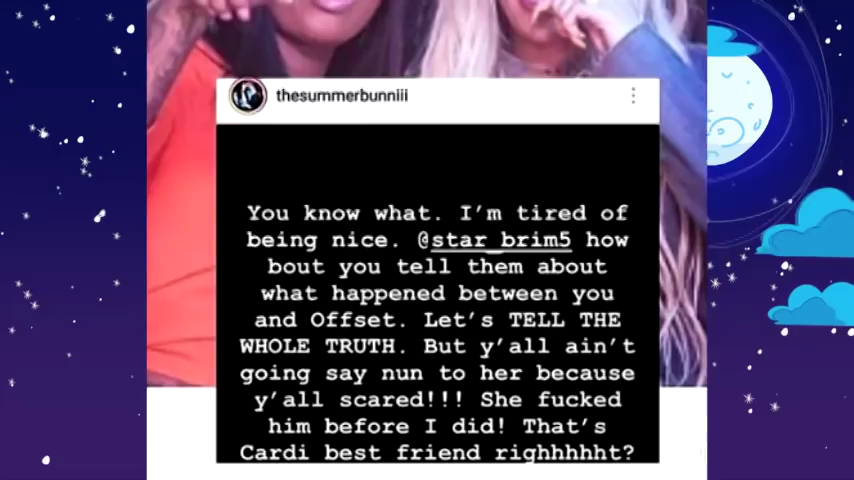 thesummerbunniii
You know what. I'm tired of
being nice. @star_brim5 how
bout you tell them about
what happened between you
and Offset. Let's TELL THE
WHOLE TRUTH. But y'all ain't
going say nun to her because
y'all scared!!! She fucked
him before I did! That's
Cardi best friend righhhhht?